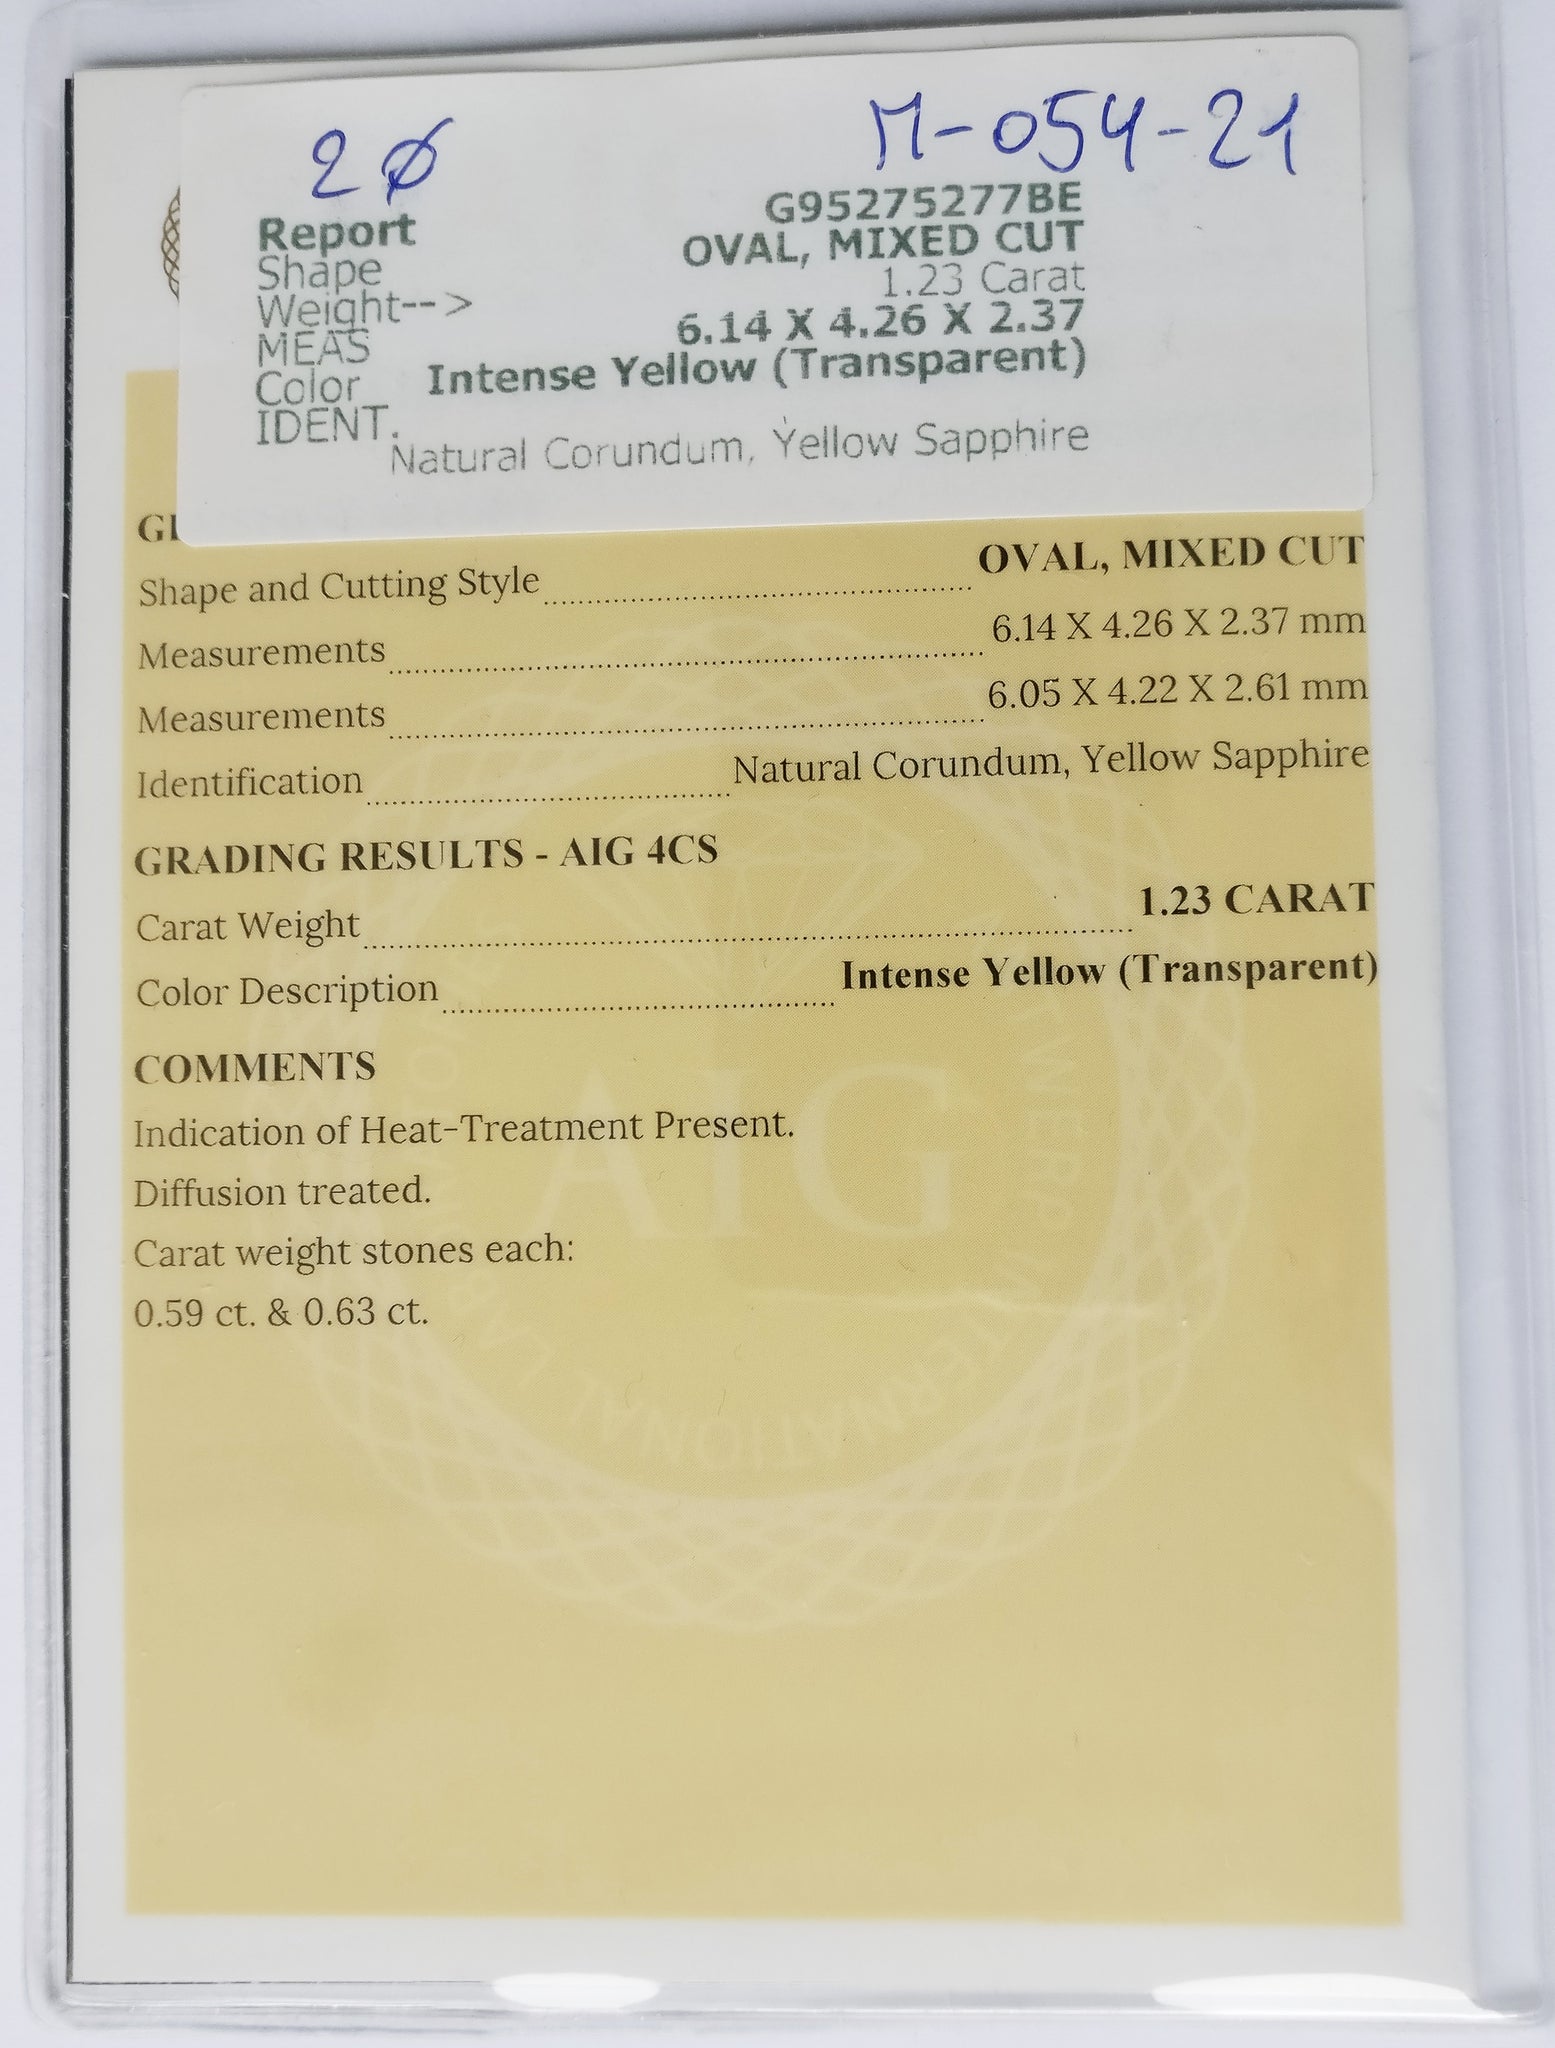 2Ø M-054-21
Report G95275277BE
Shape OVAL, MIXED CUT
Weight--> 1.23 Carat
MEAS 6.14 X 4.26 X 2.37
Color Intense Yellow (Transparent)
IDENT.
Natural Corundum, Yellow Sapphire
Shape and Cutting Style OVAL, MIXED CUT
Measurements 6.14 X 4.26 X 2.37 mm
Measurements 6.05 X 4.22 X 2.61 mm
Identification Natural Corundum, Yellow Sapphire
GRADING RESULTS - AIG 4CS
Carat Weight 1.23 CARAT
Color Description Intense Yellow (Transparent)
COMMENTS
Indication of Heat-Treatment Present.
Diffusion treated.
Carat weight stones each:
0.59 ct. & 0.63 ct.
AIG